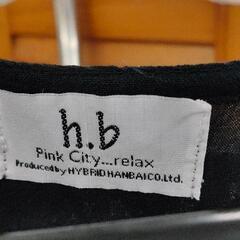 h.b
Pink City...relax
Produced by HYBRID HANBAI CO.Ltd.